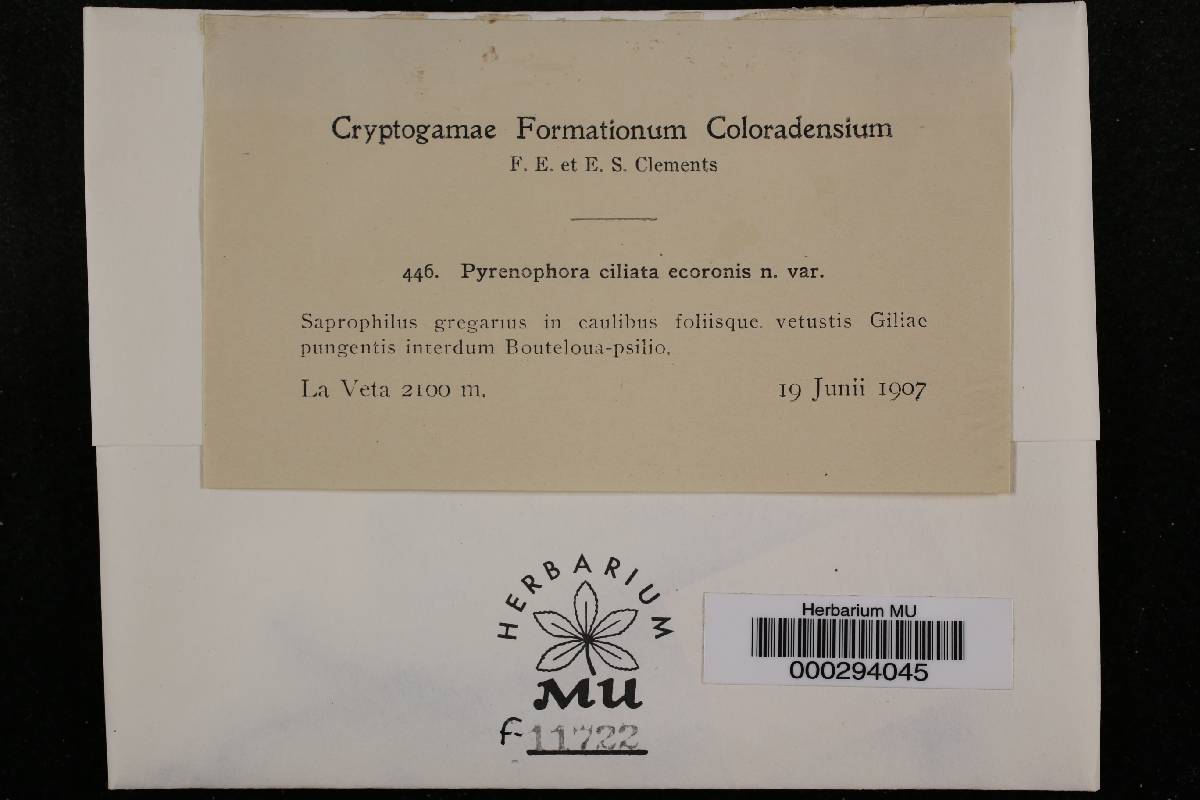 Cryptogamae Formationum Coloradensium
F. E. et E. S. Clements
446. Pyrenophora ciliata ecoronis n. var.
Saprophilus gregarius in caulibus foliisque. vetustis Giliae
pungentis interdum Bouteloua-psilio.
La Veta 2100 m. 19 Junii 1907
HERBARIUM
MU
f-11722
Herbarium MU
000294045